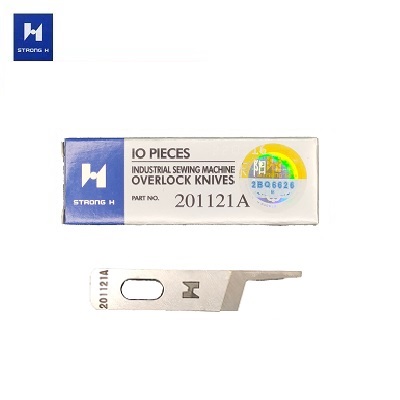 STRONG H
10 PIECES
INDUSTRIAL SEWING MACHINE
OVERLOCK KNIVES
PART NO. 201121A
STRONG H
2BQ6626
201121A